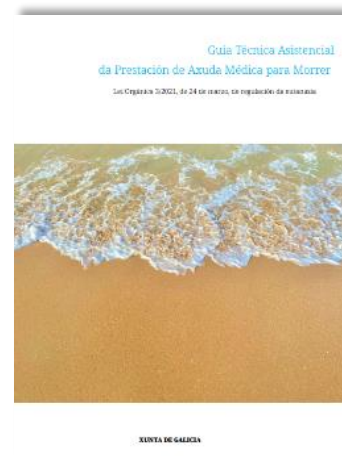 Guía Técnica Asistencial
da Prestación de Axuda Médica para Morrer
Lei Orgánica 3/2021, de 24 de marzo, de regulación da eutanasia
XUNTA DE GALICIA